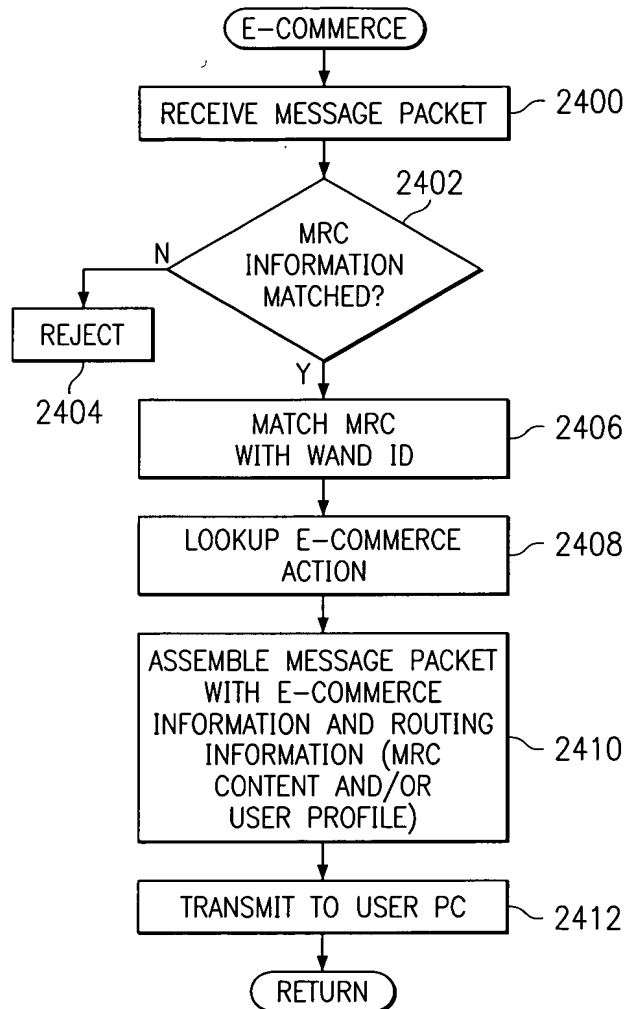 E-COMMERCE
RECEIVE MESSAGE PACKET
2400
2402
MRC
INFORMATION
MATCHED?
N
REJECT
2404
Y
MATCH MRC
WITH WAND ID
2406
LOOKUP E-COMMERCE
ACTION
2408
ASSEMBLE MESSAGE PACKET
WITH E-COMMERCE
INFORMATION AND ROUTING
INFORMATION (MRC
CONTENT AND/OR
USER PROFILE)
2410
TRANSMIT TO USER PC
2412
RETURN